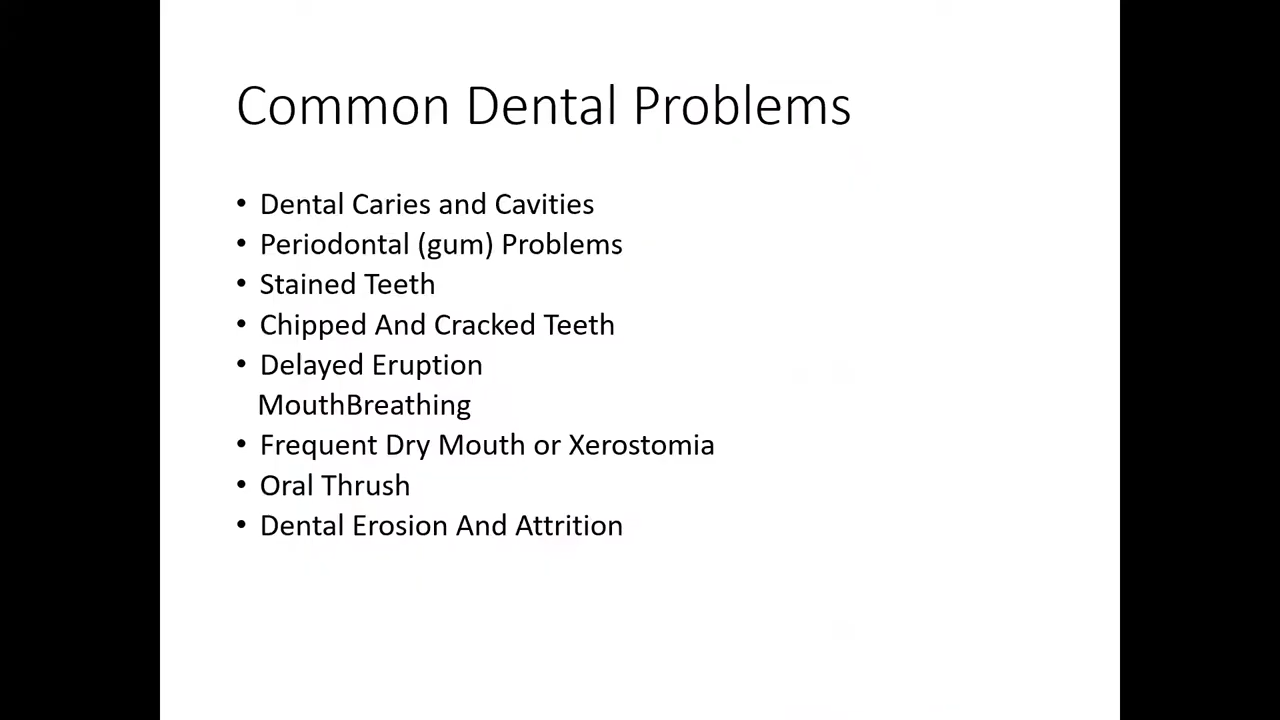 Common Dental Problems
• Dental Caries and Cavities
• Periodontal (gum) Problems
• Stained Teeth
• Chipped And Cracked Teeth
• Delayed Eruption
MouthBreathing
• Frequent Dry Mouth or Xerostomia
• Oral Thrush
• Dental Erosion And Attrition